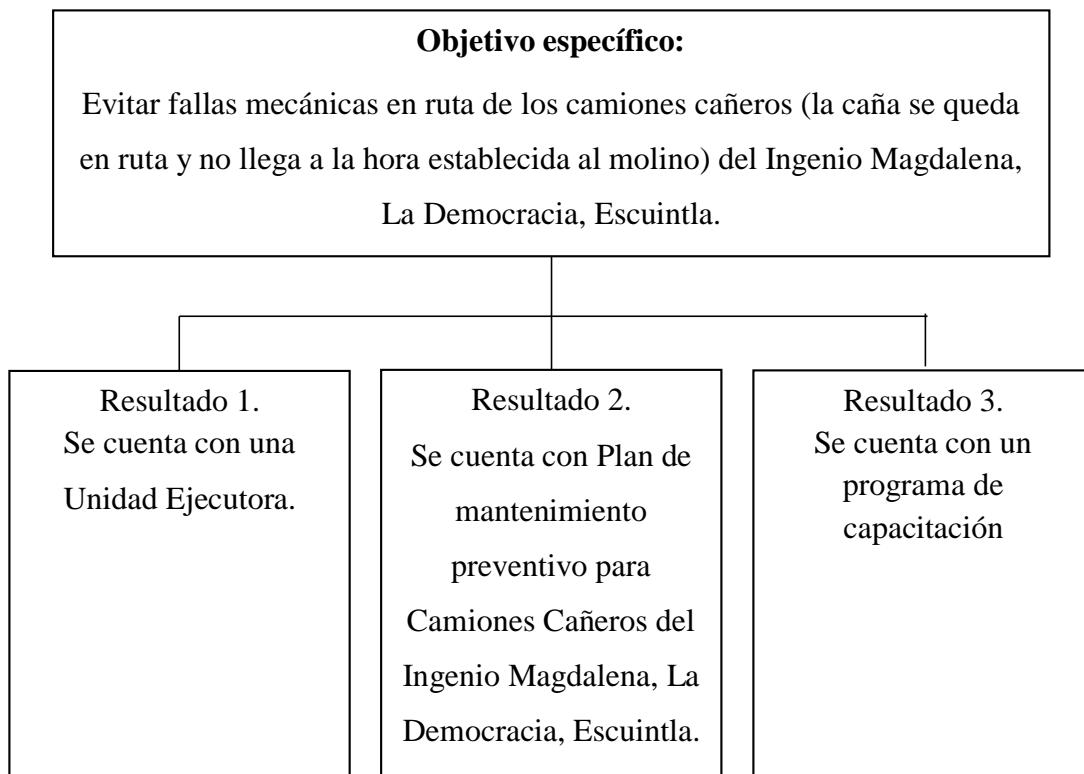 Objetivo específico:
Evitar fallas mecánicas en ruta de los camiones cañeros (la caña se queda
en ruta y no llega a la hora establecida al molino) del Ingenio Magdalena,
La Democracia, Escuintla.
Resultado 1.
Se cuenta con una
Unidad Ejecutora.
Resultado 2.
Se cuenta con Plan de
mantenimiento
preventivo para
Camiones Cañeros del
Ingenio Magdalena, La
Democracia, Escuintla.
Resultado 3.
Se cuenta con un
programa de
capacitación